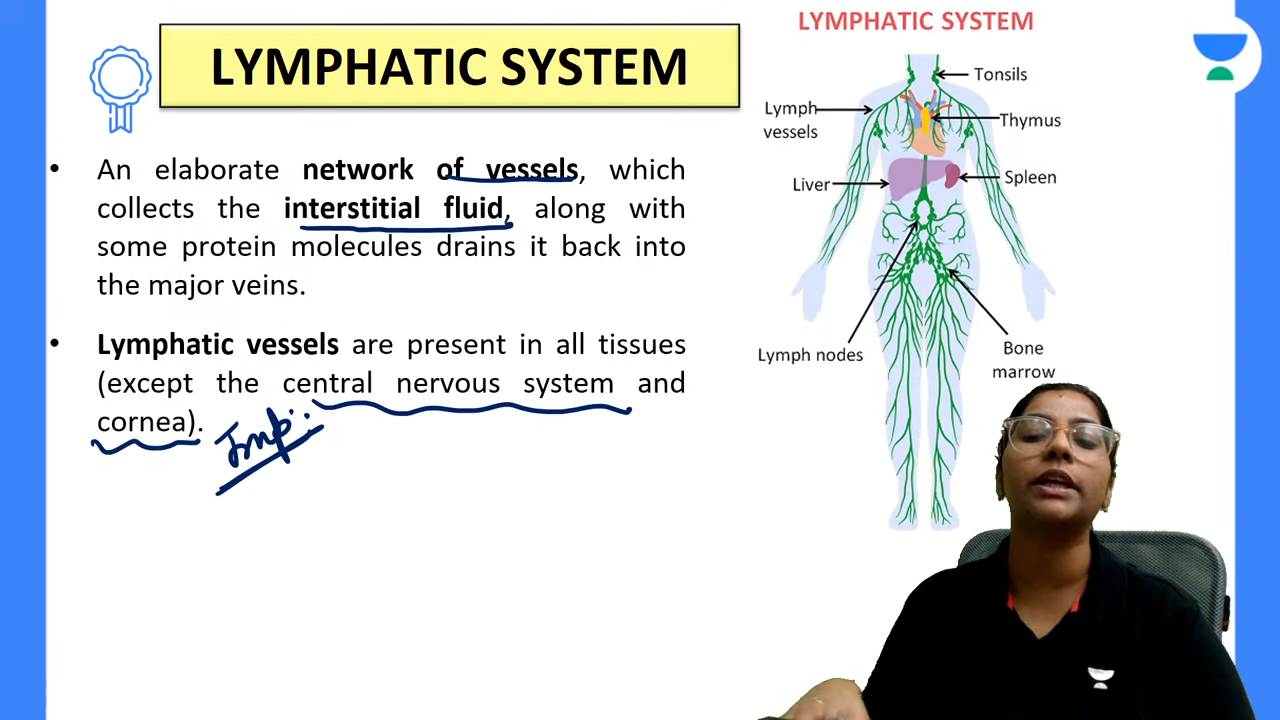 LYMPHATIC SYSTEM
LYMPHATIC SYSTEM
• An elaborate network of vessels, which
collects the interstitial fluid, along with
some protein molecules drains it back into
the major veins.
• Lymphatic vessels are present in all tissues
(except the central nervous system and
cornea).
Imp:
Tonsils
Lymph
vessels
Thymus
Liver
Spleen
Lymph nodes
Bone
marrow